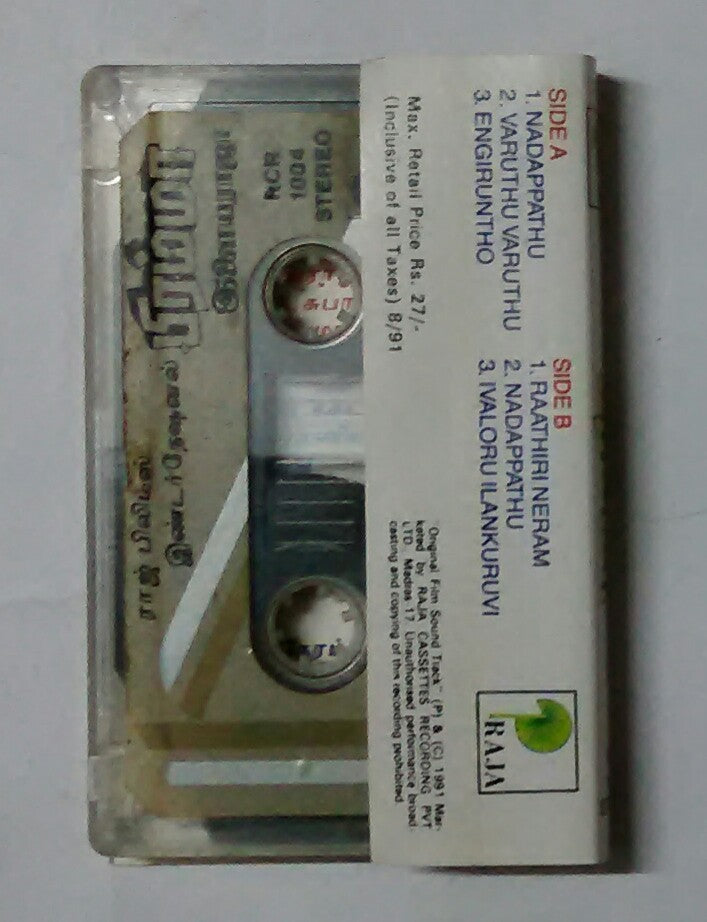 SIDE A
1. NADAPPATHU
2. VARUTHU VARUTHU
3. ENGIRUNTHO
SIDE B
1. RAATHIRI NERAM
2. NADAPPATHU
3. IVALORU ILANKURUVI
Max. Retail Price Rs. 27/-
(Inclusive of all Taxes) 8/91
"Original Film Sound Track" (P) & (C) 1991 Mar-
keted by RAJA CASSETTES RECORDING PVT
LTD. Madras 17. Unauthorised performance broad-
casting and copying of this recording prohibited.
RAJA
STEREO
RCR
1004
பிரம்மா